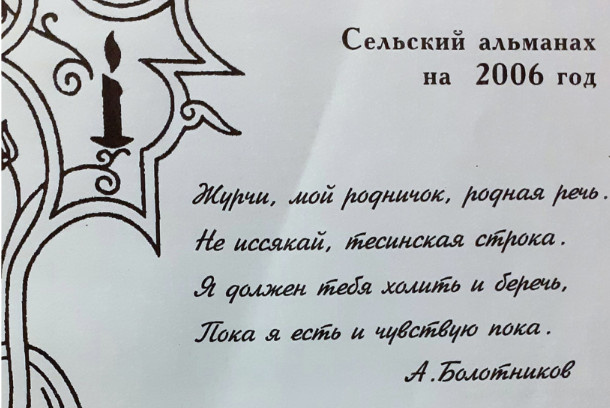 Сельский альманах
на 2006 год
Журчи, мой родничок, родная речь.
Не иссякай, тесинская строка.
Я должен тебя холить и беречь,
Пока я есть и чувствую пока.
А.Болотников